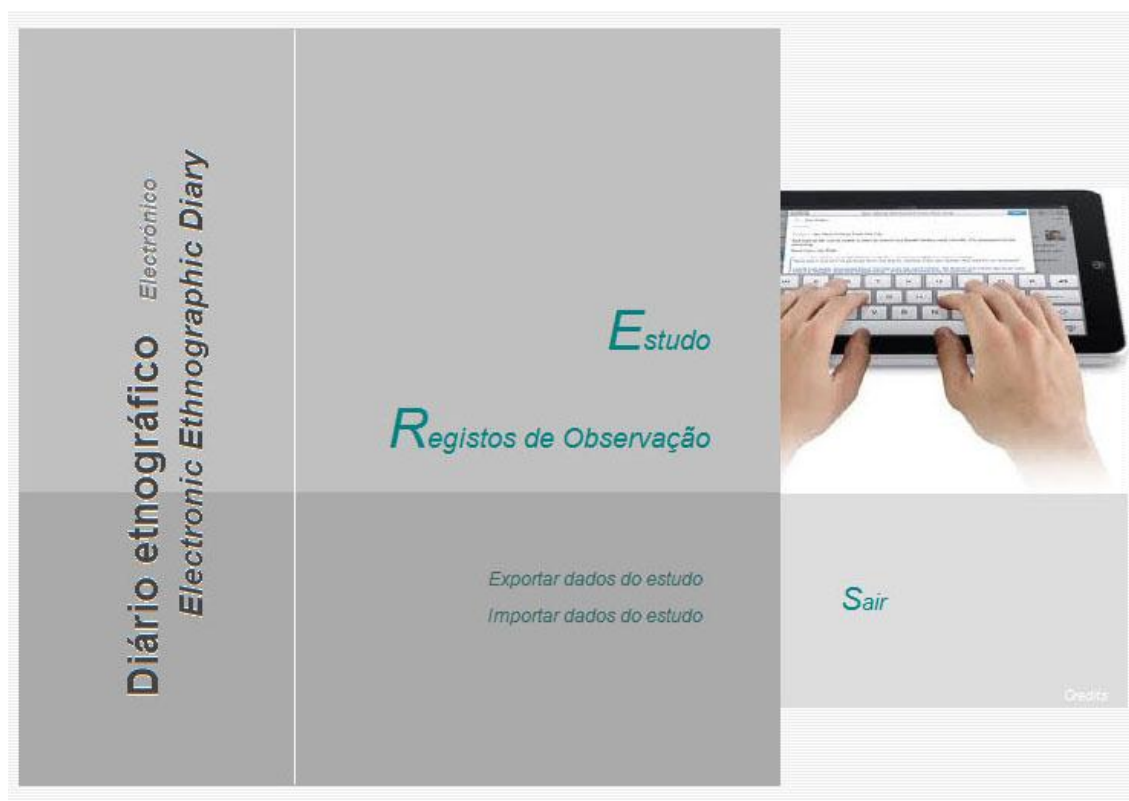 Diário etnográfico Electrónico
Electronic Ethnographic Diary
Estudo
Registos de Observação
Exportar dados do estudo
Importar dados do estudo
Sair
Credits